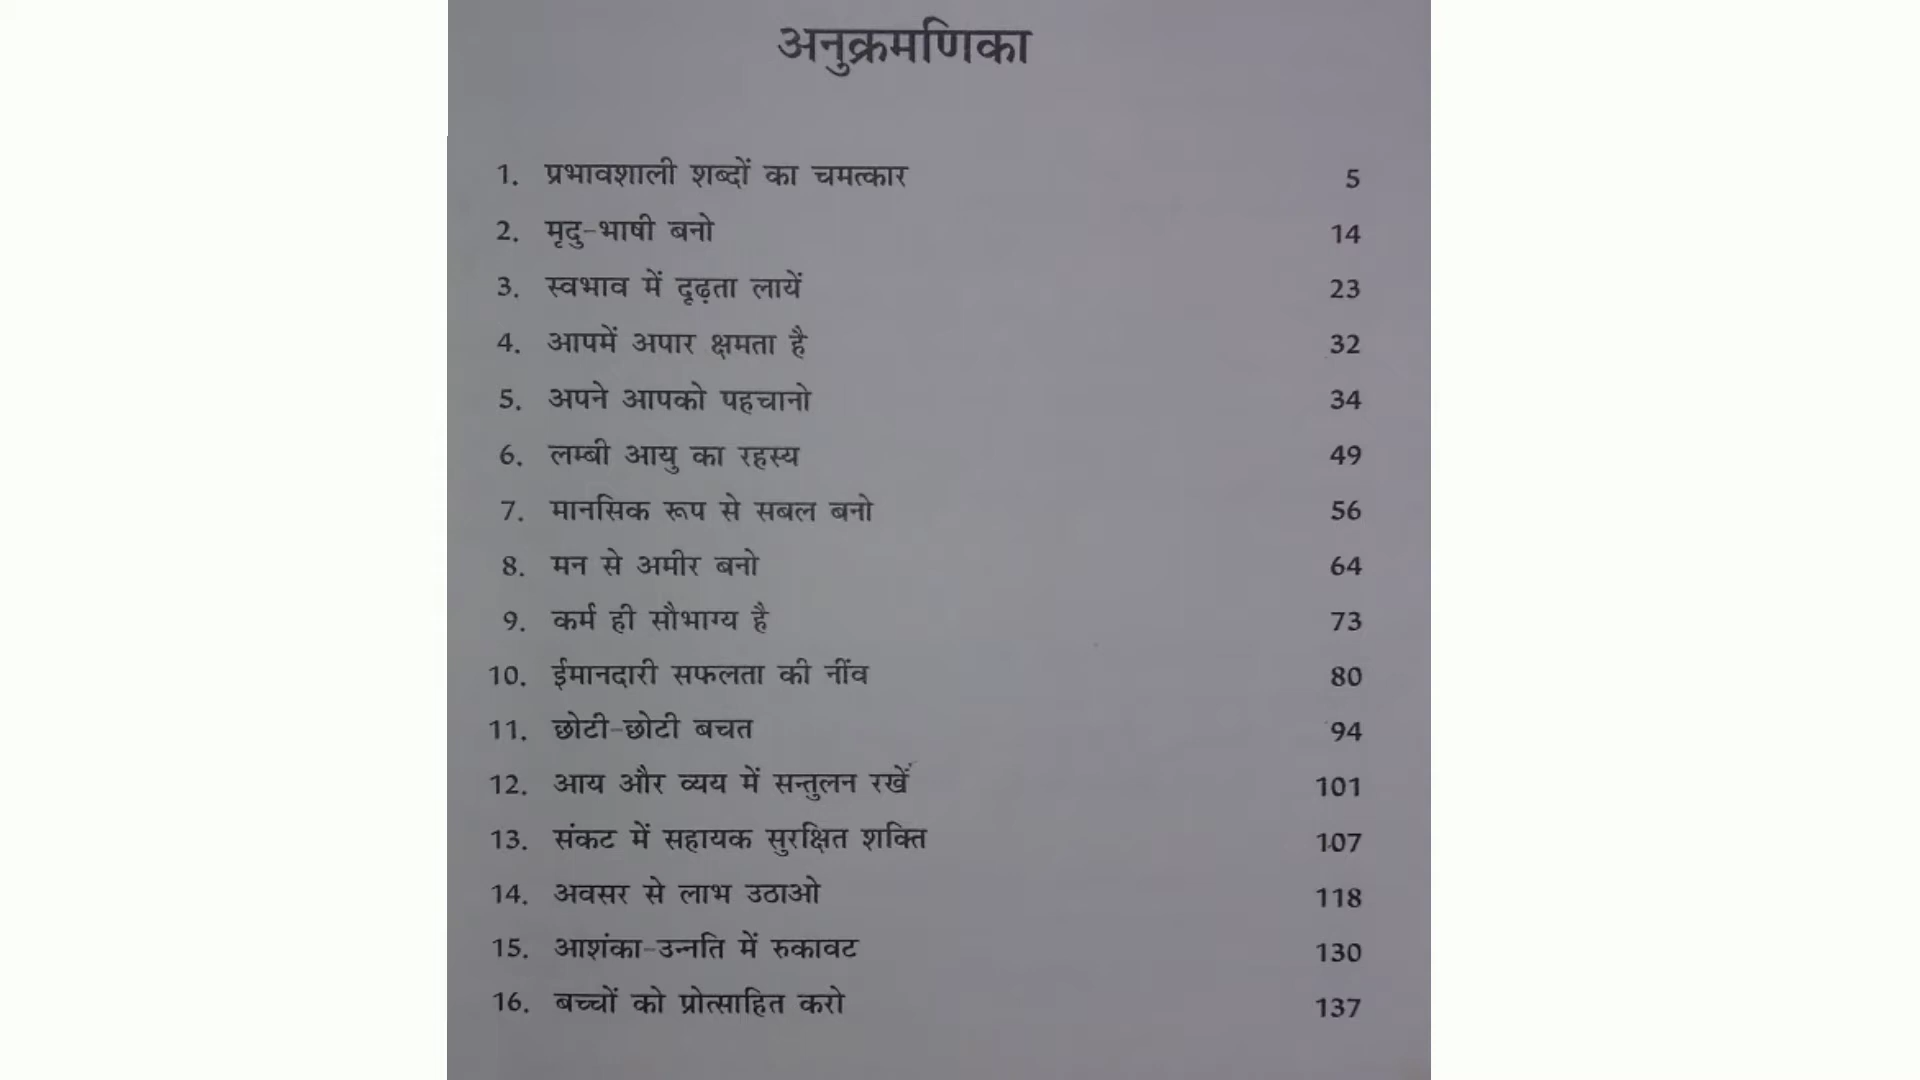 अनुक्रमणिका
1. प्रभावशाली शब्दों का चमत्कार 5
2. मृदु-भाषी बनो 14
3. स्वभाव में दृढ़ता लायें 23
4. आपमें अपार क्षमता है 32
5. अपने आपको पहचानो 34
6. लम्बी आयु का रहस्य 49
7. मानसिक रूप से सबल बनो 56
8. मन से अमीर बनो 64
9. कर्म ही सौभाग्य है 73
10. ईमानदारी सफलता की नींव 80
11. छोटी-छोटी बचत 94
12. आय और व्यय में सन्तुलन रखें 101
13. संकट में सहायक सुरक्षित शक्ति 107
14. अवसर से लाभ उठाओ 118
15. आशंका-उन्नति में रुकावट 130
16. बच्चों को प्रोत्साहित करो 137